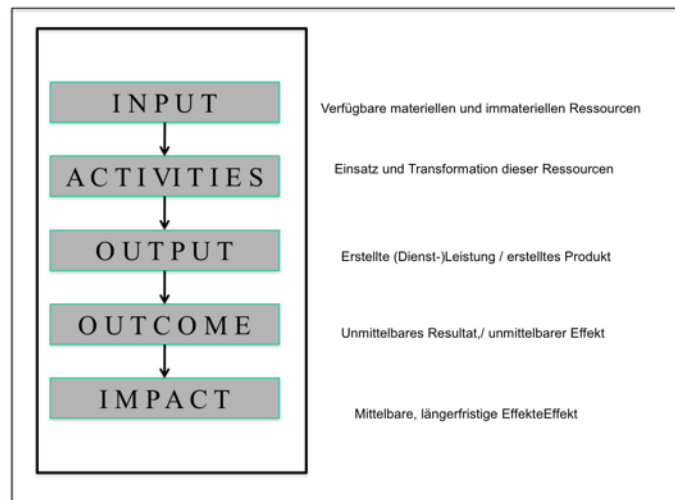 INPUT
Verfügbare materiellen und immateriellen Ressourcen
ACTIVITIES
Einsatz und Transformation dieser Ressourcen
OUTPUT
Erstellte (Dienst-)Leistung / erstelltes Produkt
OUTCOME
Unmittelbares Resultat,/ unmittelbarer Effekt
IMPACT
Mittelbare, längerfristige EffekteEffekt